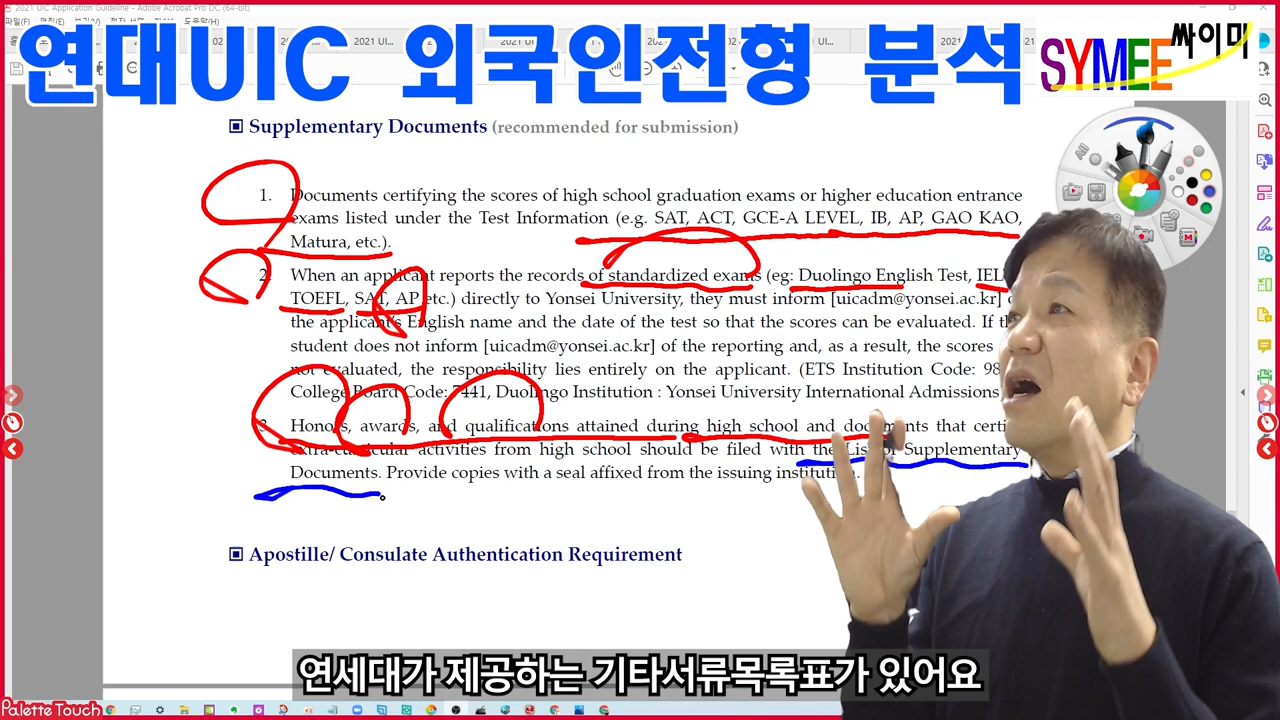 2021 UIC Application Guideline - Adobe Acrobat Pro DC (64-bit)
연대UIC 외국인전형 분석
싸이미
SYMEE
Supplementary Documents (recommended for submission)
1. Documents certifying the scores of high school graduation exams or higher education entrance
exams listed under the Test Information (e.g. SAT, ACT, GCE-A LEVEL, IB, AP, GAO KAO,
Matura, etc.).
2. When an applicant reports the records of standardized exams (eg: Duolingo English Test,
TOEFL, SAT, AP etc.) directly to Yonsei University, they must inform [uicadm@yonsei.ac.kr]
the applicant's English name and the date of the test so that the scores can be evaluated. If
student does not inform [uicadm@yonsei.ac.kr] of the reporting and, as a result, the scores
not evaluated, the responsibility lies entirely on the applicant. (ETS Institution Code:
College Board Code: 7441, Duolingo Institution : Yonsei University International Admissions
3. Honors, awards, and qualifications attained during high school and documents that
extra-curricular activities from high school should be filed with the List of Supplementary
Documents. Provide copies with a seal affixed from the issuing institution.
Apostille/ Consulate Authentication Requirement
연세대가 제공하는 기타서류목록표가 있어요
Palette Touch